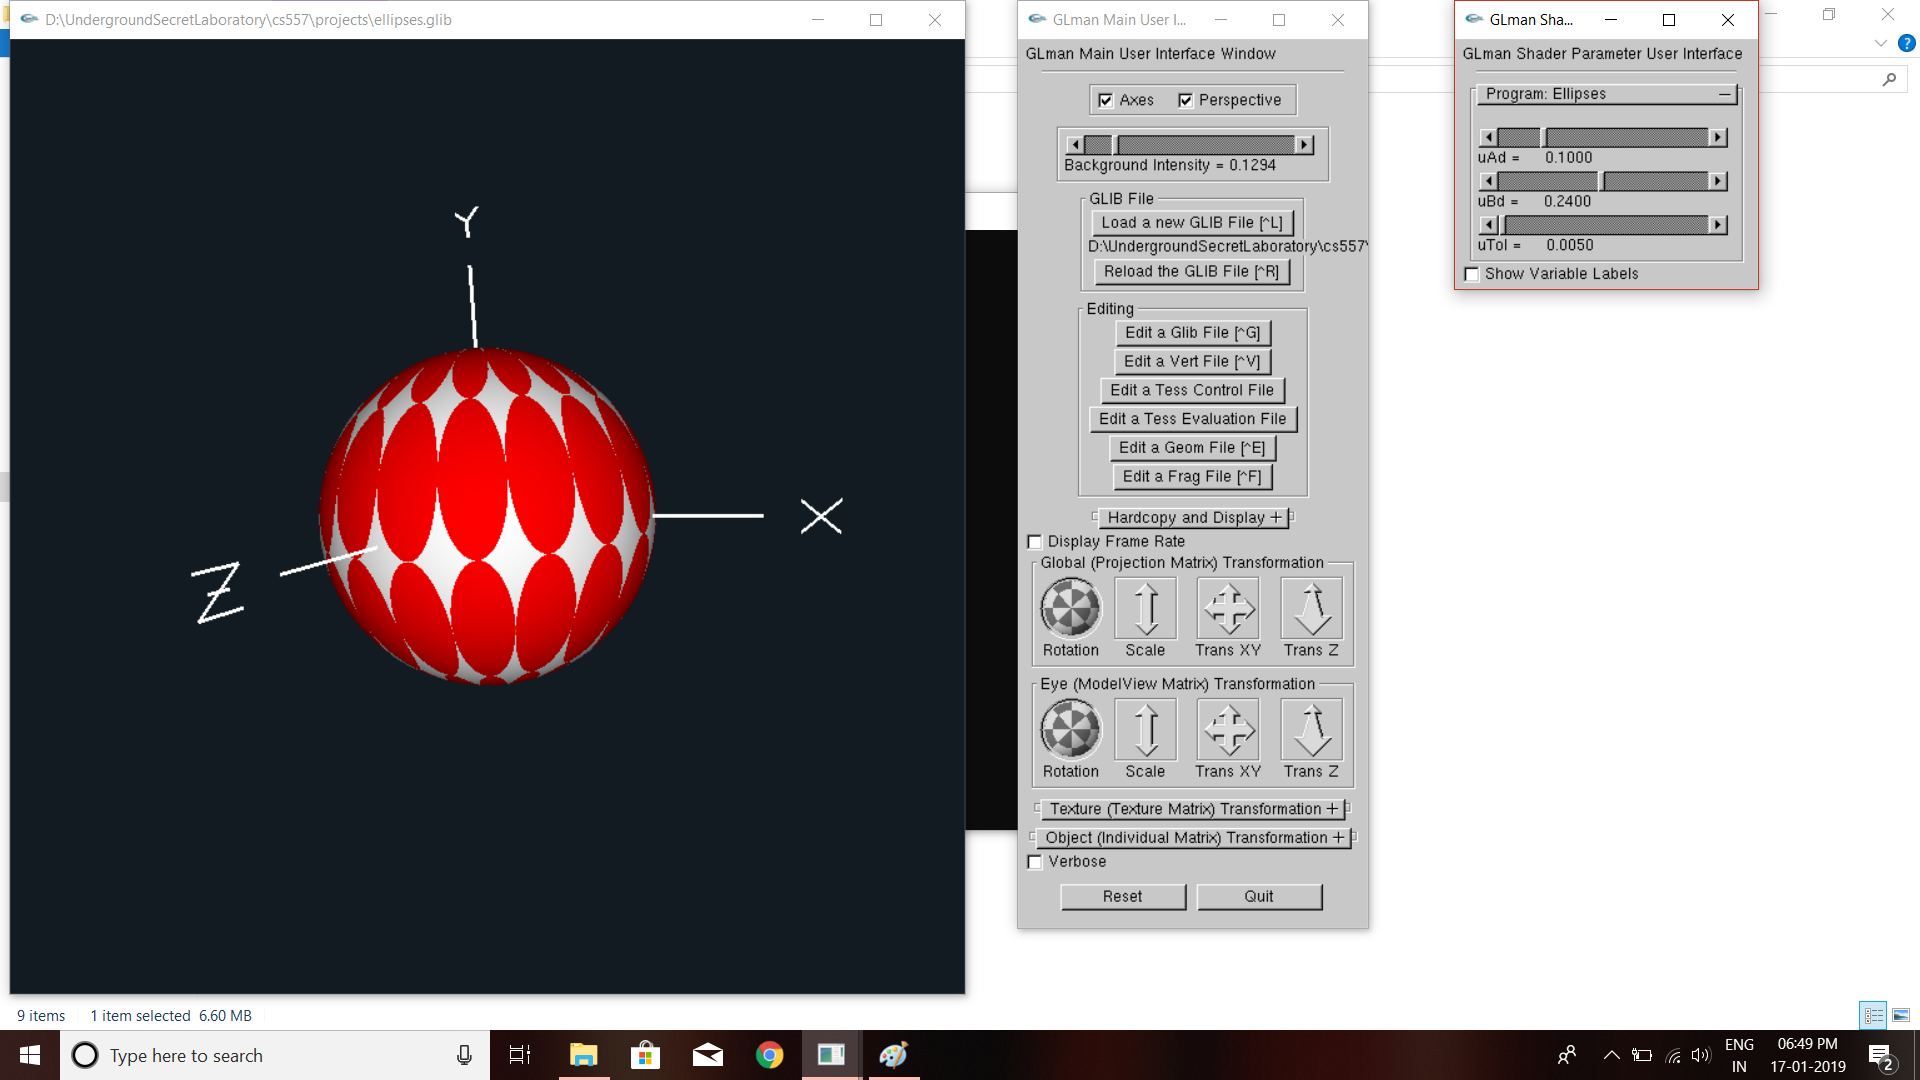 D:\UndergroundSecretLaboratory\cs557\projects\ellipses.glib
Y
X
Z
GLman Main User I...
GLman Main User Interface Window
Axes
Perspective
Background Intensity = 0.1294
GLIB File
Load a new GLIB File [^L]
D:\UndergroundSecretLaboratory\cs557\
Reload the GLIB File [^R]
Editing
Edit a Glib File [^G]
Edit a Vert File [^V]
Edit a Tess Control File
Edit a Tess Evaluation File
Edit a Geom File [^E]
Edit a Frag File [^F]
Hardcopy and Display +
Display Frame Rate
Global (Projection Matrix) Transformation
Rotation Scale Trans XY Trans Z
Eye (ModelView Matrix) Transformation
Rotation Scale Trans XY Trans Z
Texture (Texture Matrix) Transformation +
Object (Individual Matrix) Transformation +
Verbose
Reset
Quit
GLman Sha...
GLman Shader Parameter User Interface
Program: Ellipses
uAd = 0.1000
uBd = 0.2400
uTol = 0.0050
Show Variable Labels
?
9 items 1 item selected 6.60 MB
Type here to search
ENG
IN
06:49 PM
17-01-2019
2